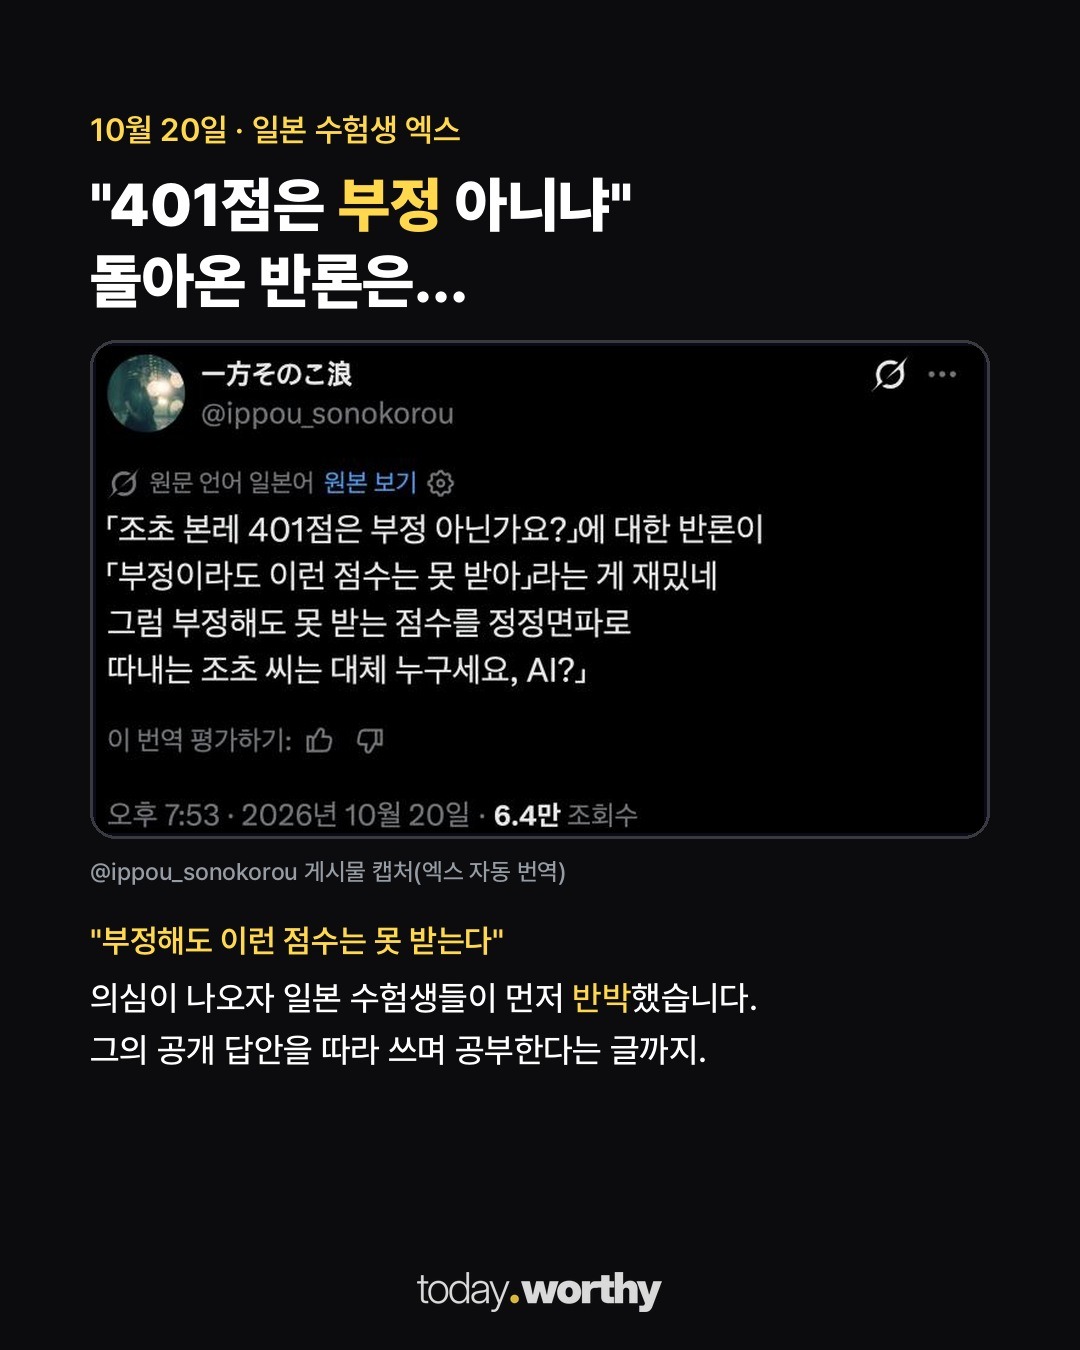 10월 20일 · 일본 수험생 엑스
"401점은 부정 아니냐"
돌아온 반론은...
一方そのこ浪
@ippou_sonokorou
원문 언어 일본어 원본 보기
「조초 본레 401점은 부정 아닌가요?」에 대한 반론이
「부정이라도 이런 점수는 못 받아」라는 게 재밌네
그럼 부정해도 못 받는 점수를 정정면파로
따내는 조초 씨는 대체 누구세요, AI?」
이 번역 평가하기:
오후 7:53 · 2026년 10월 20일 · 6.4만 조회수
@ippou_sonokorou 게시물 캡처(엑스 자동 번역)
"부정해도 이런 점수는 못 받는다"
의심이 나오자 일본 수험생들이 먼저 반박했습니다.
그의 공개 답안을 따라 쓰며 공부한다는 글까지.
today.worthy